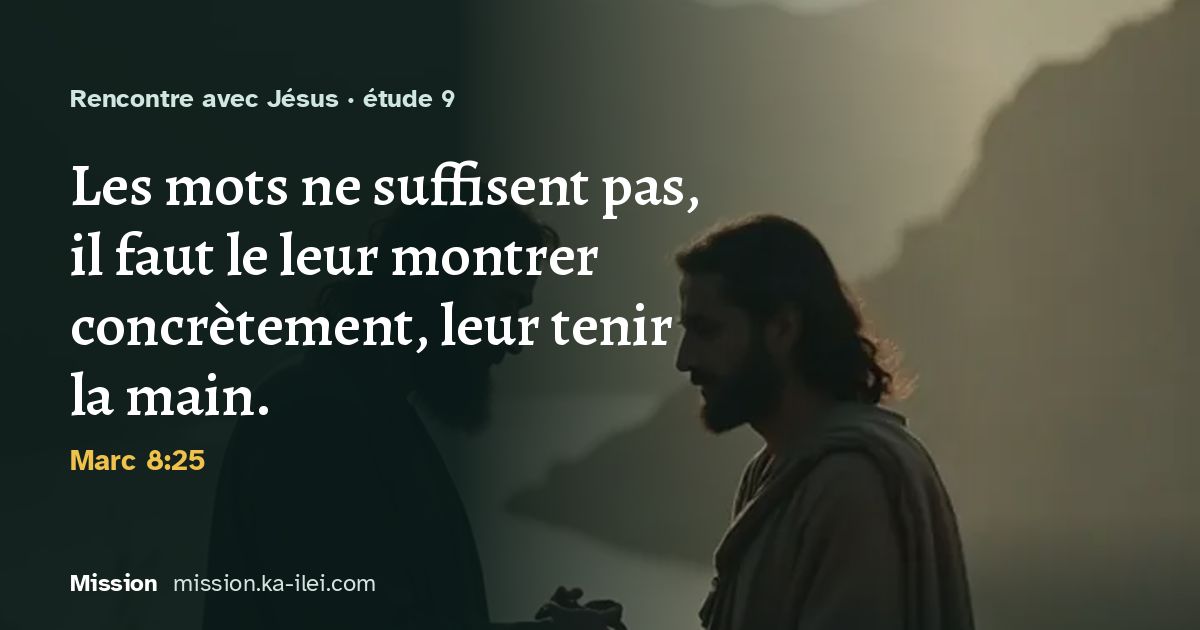 Rencontre avec Jésus · étude 9
Les mots ne suffisent pas,
il faut le leur montrer
concrètement, leur tenir
la main.
Marc 8:25
Mission mission.ka-ilei.com